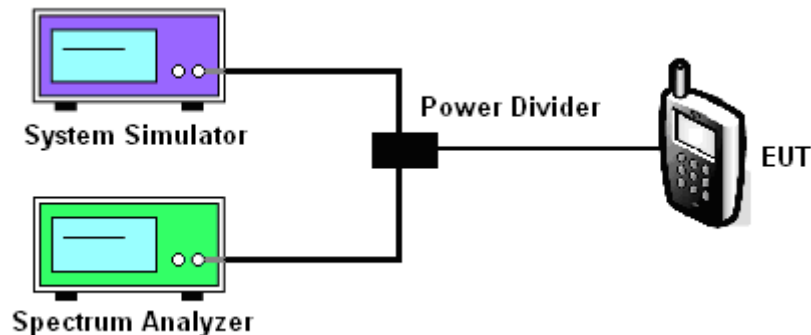 System Simulator
Power Divider
EUT
Spectrum Analyzer